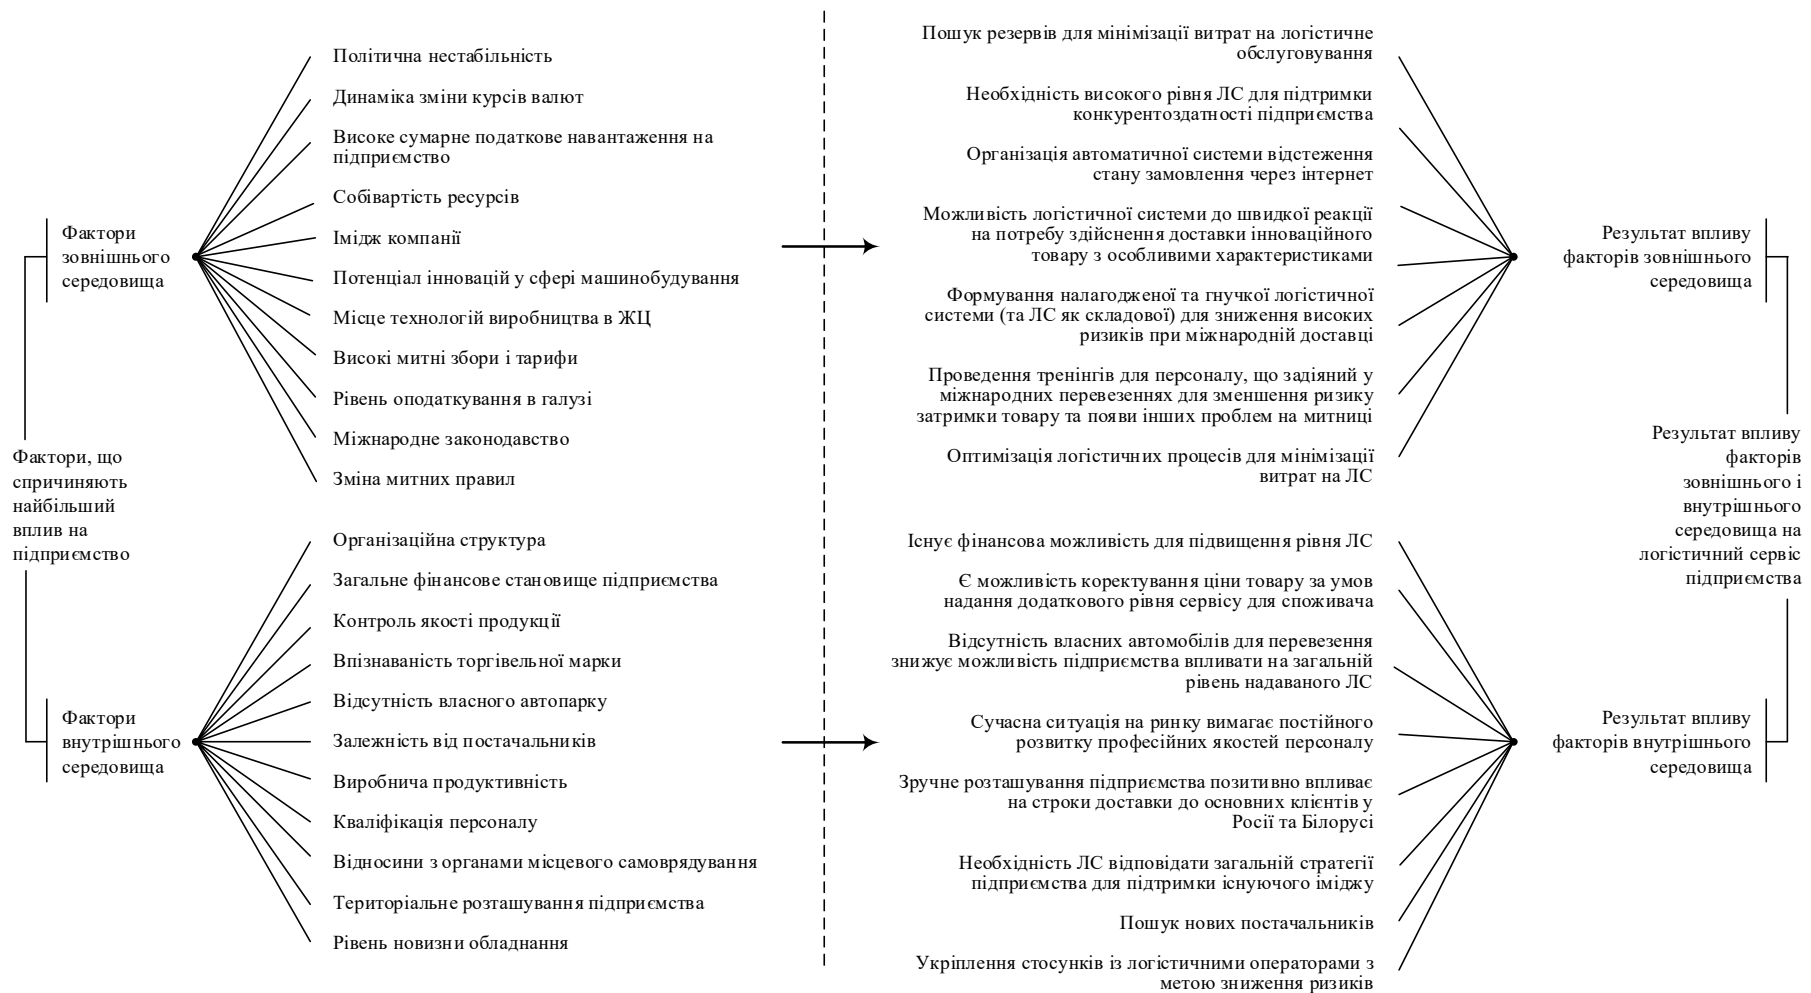 Фактори, що
спричиняють
найбільший
вплив на
підприємство
Фактори
зовнішнього
середовища
Політична нестабільність
Динаміка зміни курсів валют
Високе сумарне податкове навантаження на
підприємство
Собівартість ресурсів
Імідж компанії
Потенціал інновацій у сфері машинобудування
Місце технологій виробництва в ЖЦ
Високі митні збори і тарифи
Рівень оподаткування в галузі
Міжнародне законодавство
Зміна митних правил
Фактори
внутрішнього
середовища
Організаційна структура
Загальне фінансове становище підприємства
Контроль якості продукції
Впізнаваність торгівельної марки
Відсутність власного автопарку
Залежність від постачальників
Виробнича продуктивність
Кваліфікація персоналу
Відносини з органами місцевого самоврядування
Територіальне розташування підприємства
Рівень новизни обладнання
Пошук резервів для мінімізації витрат на логістичне
обслуговування
Необхідність високого рівня ЛС для підтримки
конкурентоздатності підприємства
Організація автоматичної системи відстеження
стану замовлення через інтернет
Можливість логістичної системи до швидкої реакції
на потребу здійснення доставки інноваційного
товару з особливими характеристиками
Формування налагодженої та гнучкої логістичної
системи (та ЛС як складової) для зниження високих
ризиків при міжнародній доставці
Проведення тренінгів для персоналу, що задіяний у
міжнародних перевезеннях для зменшення ризику
затримки товару та появи інших проблем на митниці
Оптимізація логістичних процесів для мінімізації
витрат на ЛС
Результат впливу
факторів зовнішнього
середовища
Існує фінансова можливість для підвищення рівня ЛС
Є можливість коректування ціни товару за умов
надання додаткового рівня сервісу для споживача
Відсутність власних автомобілів для перевезення
знижує можливість підприємства впливати на загальній
рівень надаваного ЛС
Сучасна ситуація на ринку вимагає постійного
розвитку професійних якостей персоналу
Зручне розташування підприємства позитивно впливає
на строки доставки до основних клієнтів у
Росії та Білорусі
Необхідність ЛС відповідати загальній стратегії
підприємства для підтримки існуючого іміджу
Пошук нових постачальників
Укріплення стосунків із логістичними операторами з
метою зниження ризиків
Результат впливу
факторів внутрішнього
середовища
Результат впливу
факторів
зовнішнього і
внутрішнього
середовища на
логістичний сервіс
підприємства